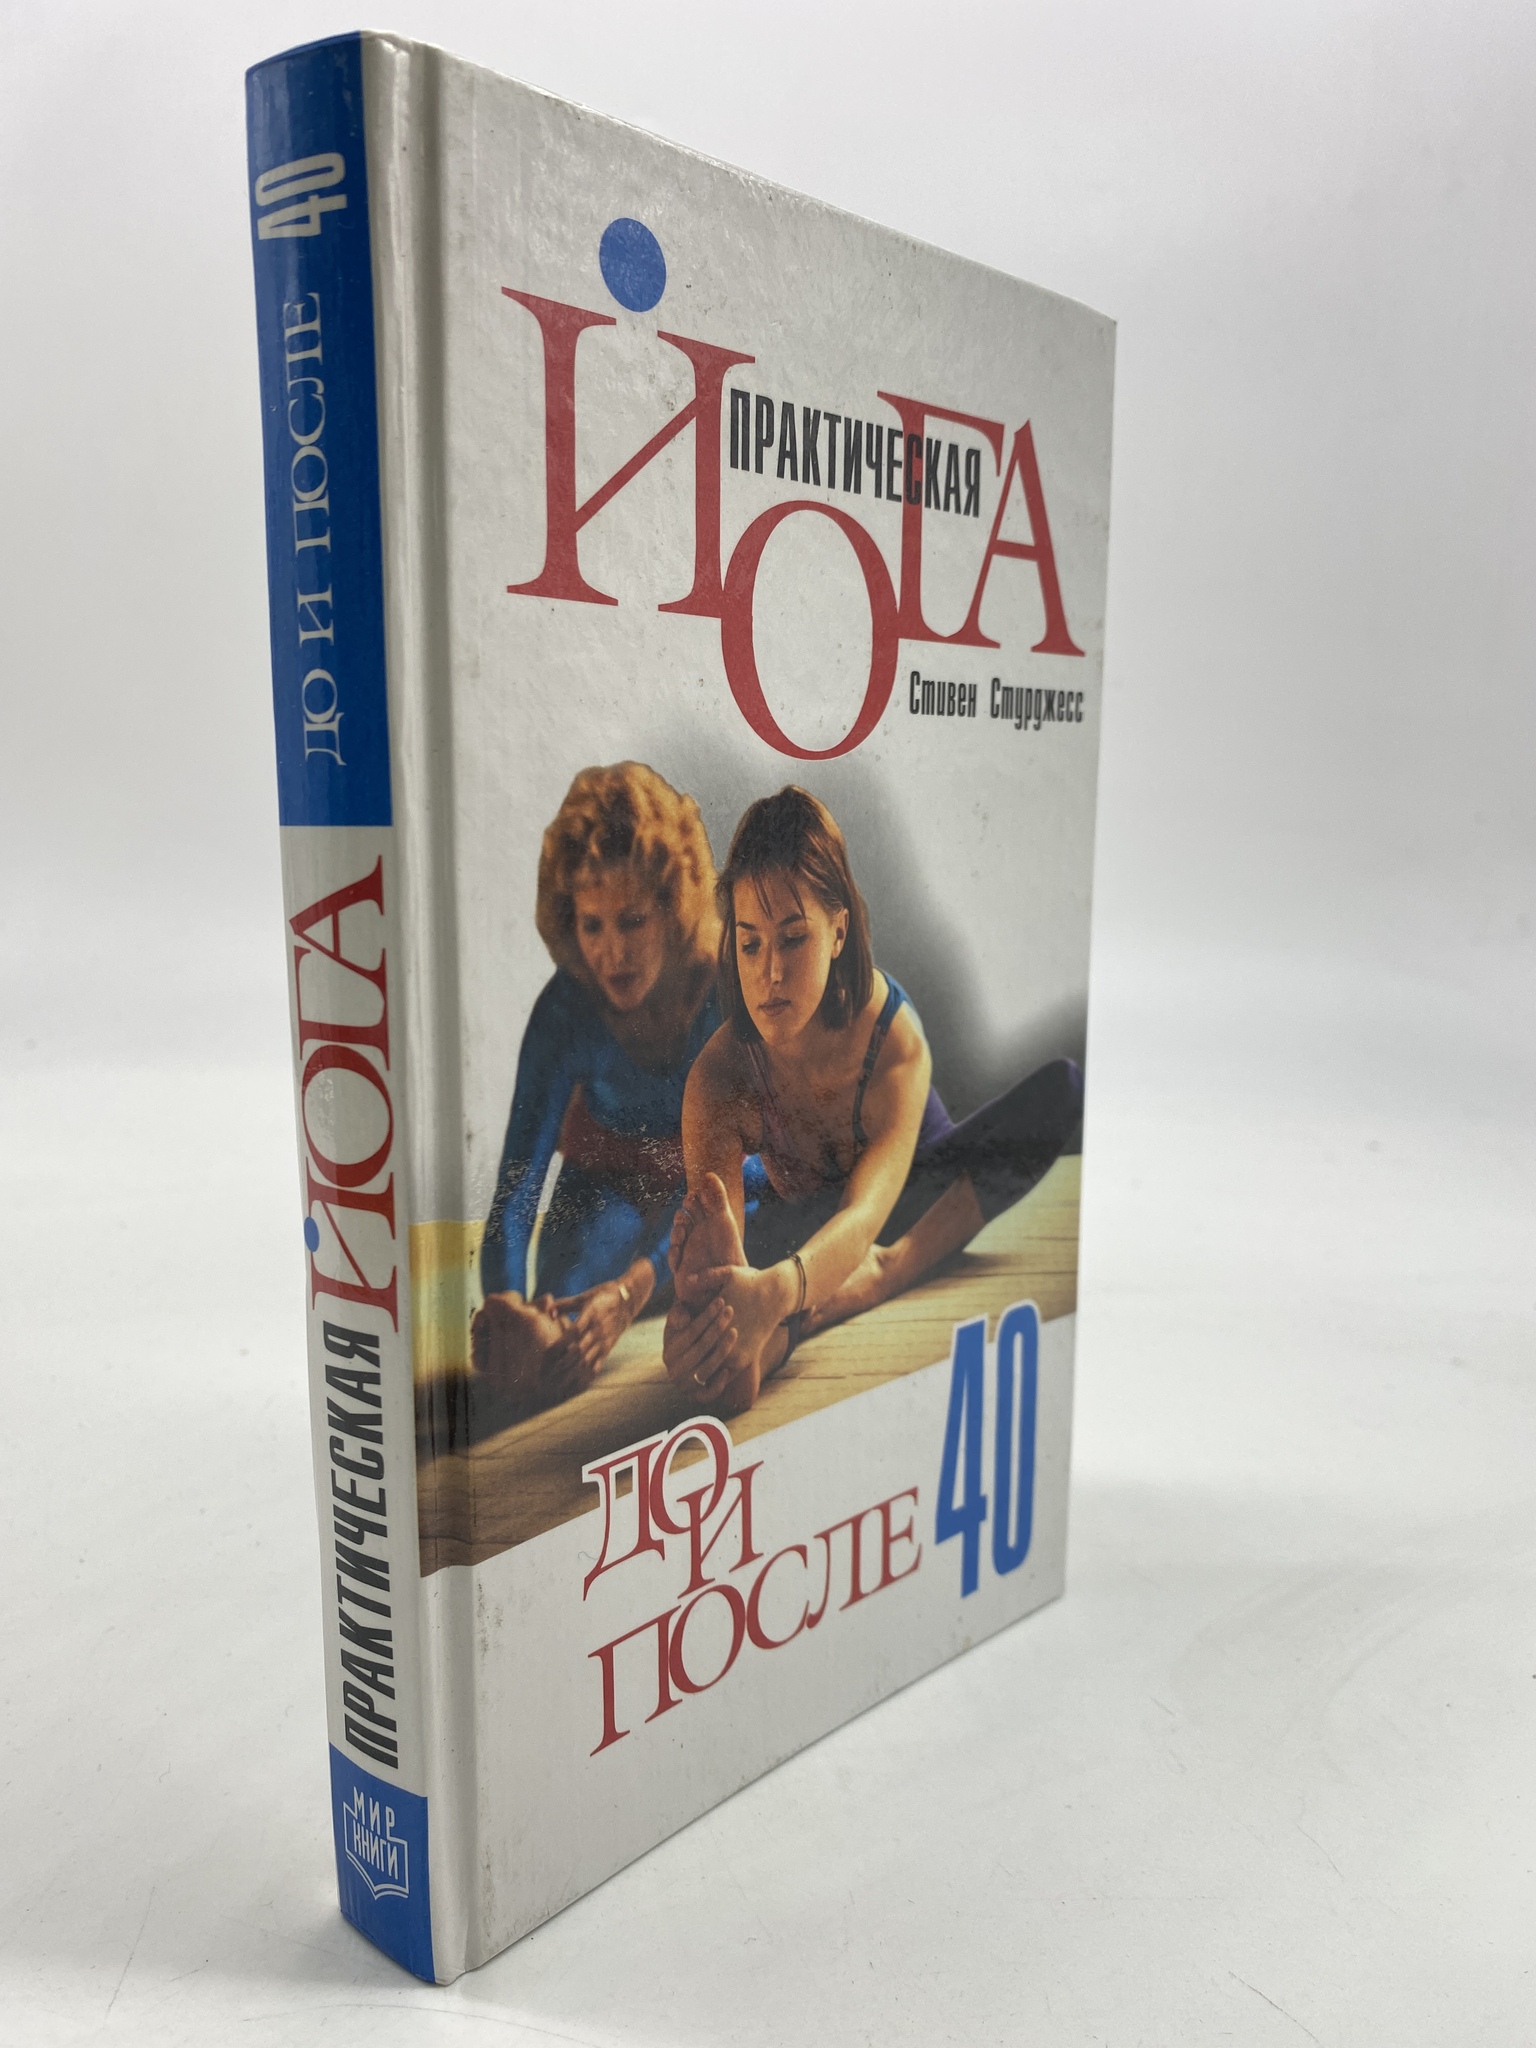 ПРАКТИЧЕСКАЯ
ЙОГА
Стивен Стурджесс
ДО И
ПОСЛЕ 40
ПРАКТИЧЕСКАЯ ЙОГА ДО И ПОСЛЕ 40
МИР
КНИГИ